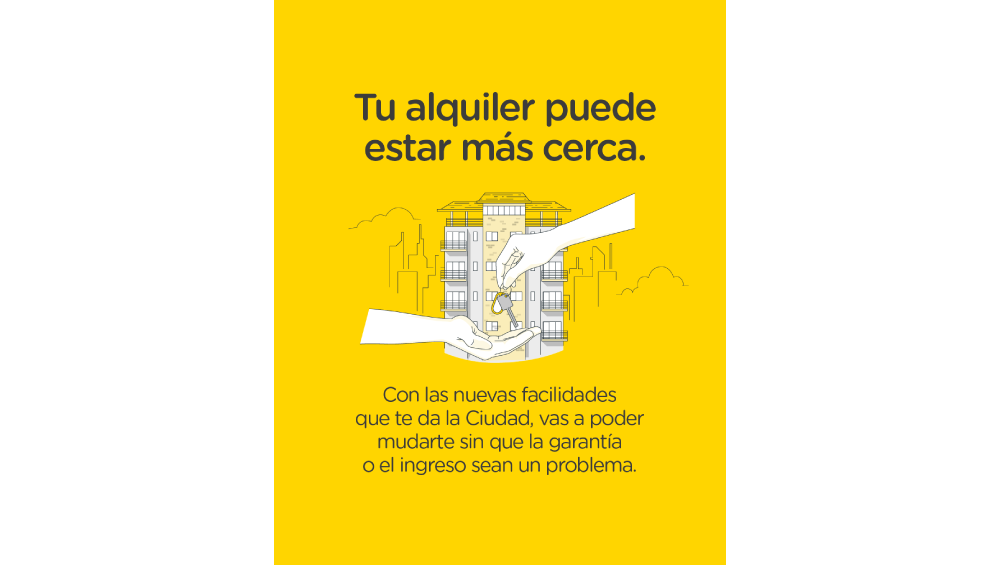 Tu alquiler puede
estar más cerca.
Con las nuevas facilidades
que te da la Ciudad, vas a poder
mudarte sin que la garantía
o el ingreso sean un problema.